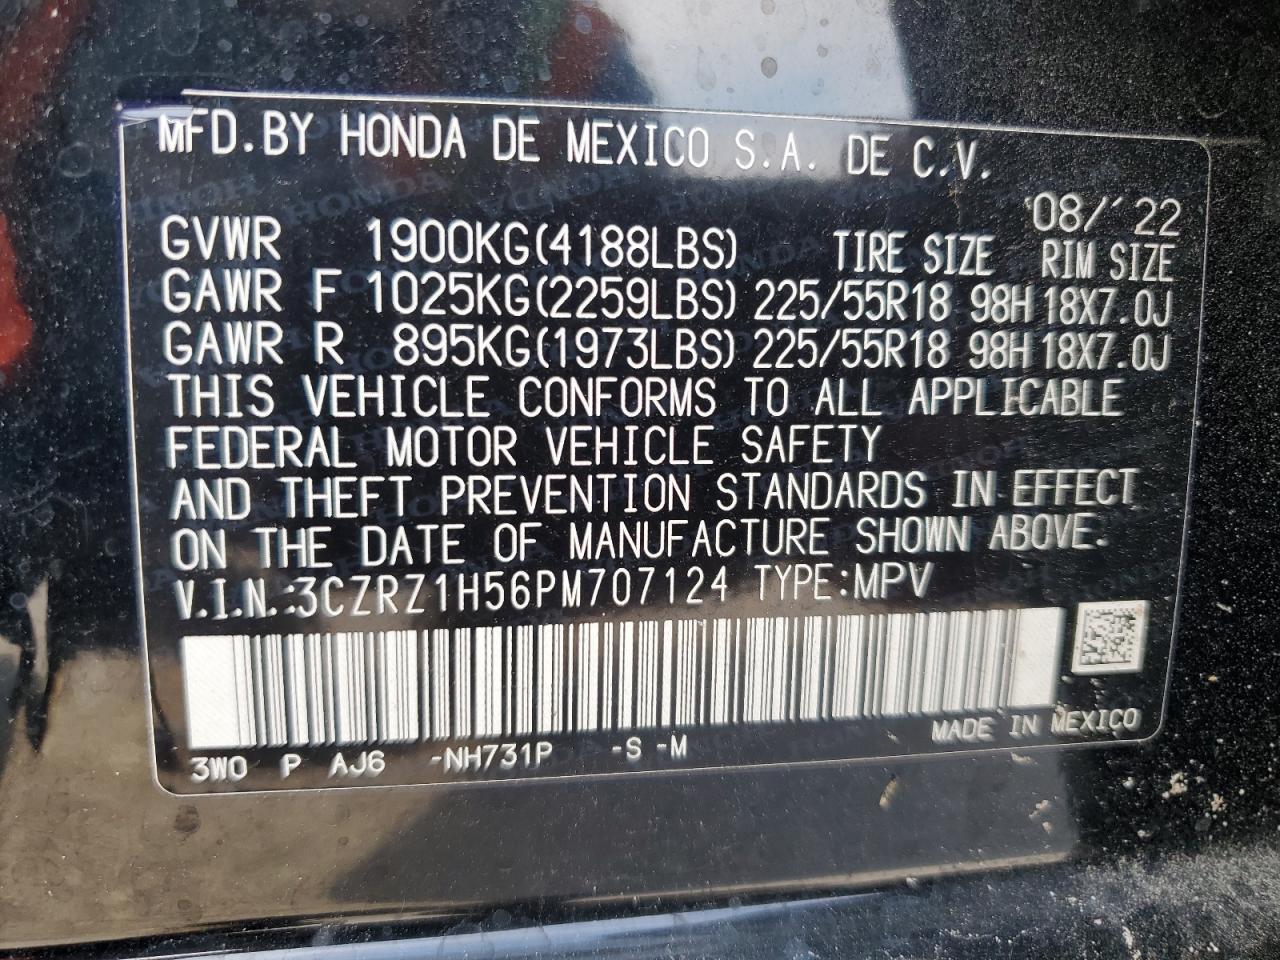 MFD.BY HONDA DE MEXICO S.A. DE C.V.
08/'22
GVWR 1900KG(4188LBS) TIRE SIZE RIM SIZE
GAWR F 1025KG(2259LBS) 225/55R18 98H 18X7.0J
GAWR R 895KG(1973LBS) 225/55R18 98H 18X7.0J
THIS VEHICLE CONFORMS TO ALL APPLICABLE
FEDERAL MOTOR VEHICLE SAFETY
AND THEFT PREVENTION STANDARDS IN EFFECT
ON THE DATE OF MANUFACTURE SHOWN ABOVE.
V.I.N.:3CZRZ1H56PM707124 TYPE:MPV
MADE IN MEXICO
3W0 P AJ6 -NH731P -S -M